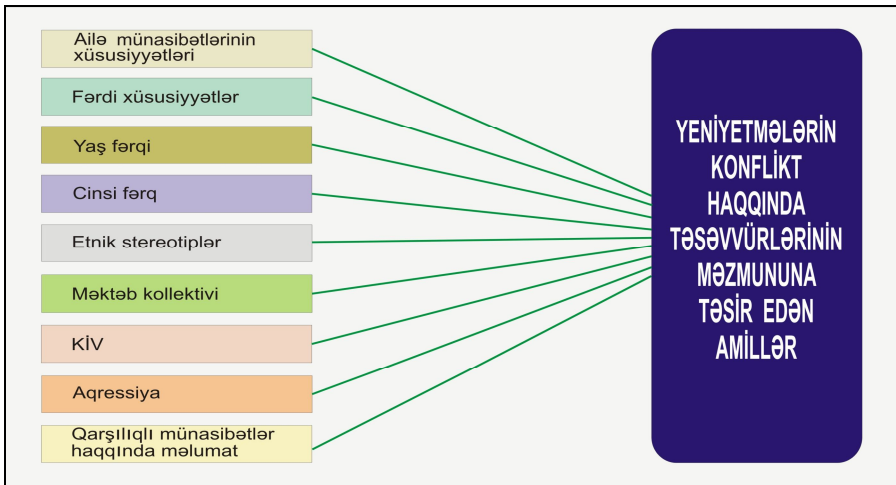 Ailə münasibətlərinin
xüsusiyyətləri
Fərdi xüsusiyyətlər
Yaş fərqi
Cinsi fərq
Etnik stereotiplər
Məktəb kollektivi
KİV
Aqressiya
Qarşılıqlı münasibətlər
haqqında məlumat
YENİYETMƏLƏRİN
KONFLİKT
HAQQINDA
TƏSƏVVÜRLƏRİNİN
MƏZMUNUNA
TƏSİR EDƏN
AMİLLƏR